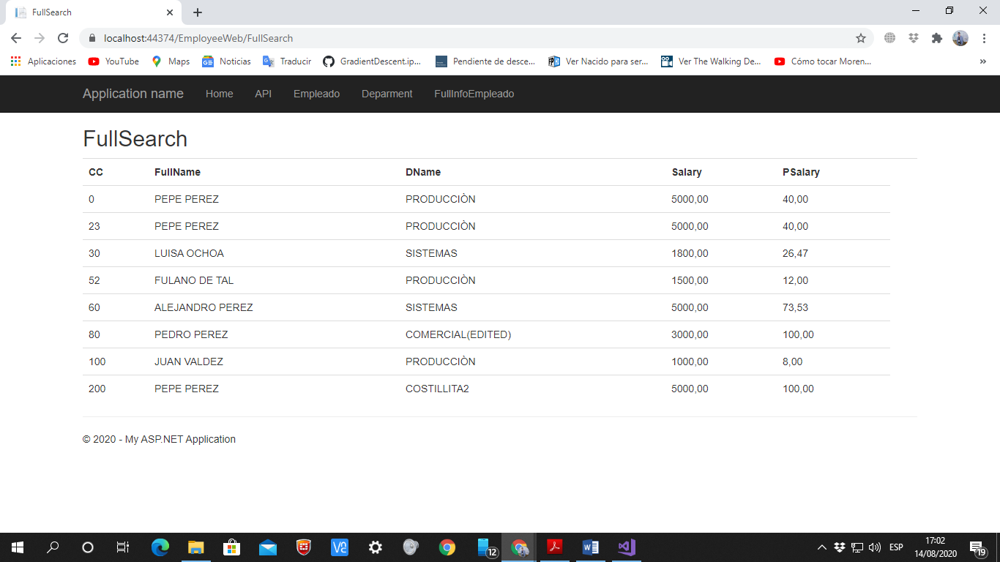 FullSearch
localhost:44374/EmployeeWeb/FullSearch
Aplicaciones YouTube Maps Noticias Traducir GradientDescent.ip... Pendiente de desce... Ver Nacido para ser... Ver The Walking De... Cómo tocar Moren... »
Application name Home API Empleado Deparment FullInfoEmpleado
FullSearch
CC FullName DName Salary PSalary
0 PEPE PEREZ PRODUCCIÒN 5000,00 40,00
23 PEPE PEREZ PRODUCCIÒN 5000,00 40,00
30 LUISA OCHOA SISTEMAS 1800,00 26,47
52 FULANO DE TAL PRODUCCIÒN 1500,00 12,00
60 ALEJANDRO PEREZ SISTEMAS 5000,00 73,53
80 PEDRO PEREZ COMERCIAL(EDITED) 3000,00 100,00
100 JUAN VALDEZ PRODUCCIÒN 1000,00 8,00
200 PEPE PEREZ COSTILLITA2 5000,00 100,00
© 2020 - My ASP.NET Application
12 ESP 17:02 19
14/08/2020